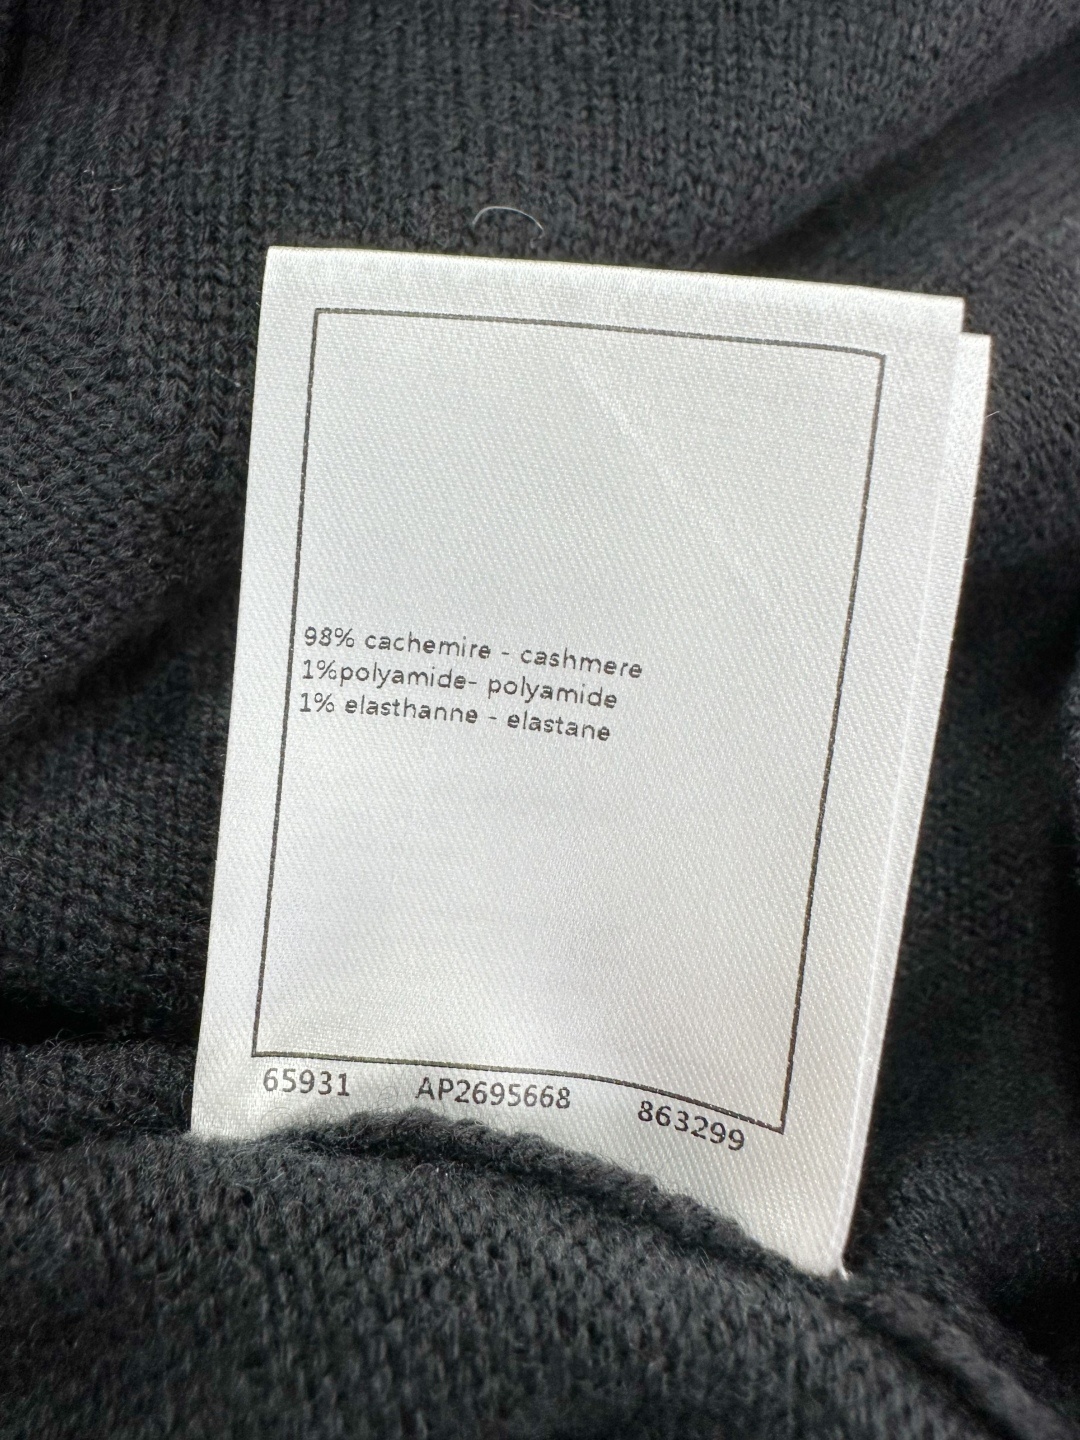 98% cachemire - cashmere
1%polyamide- polyamide
1% elasthanne - elastane
65931 AP2695668 863299